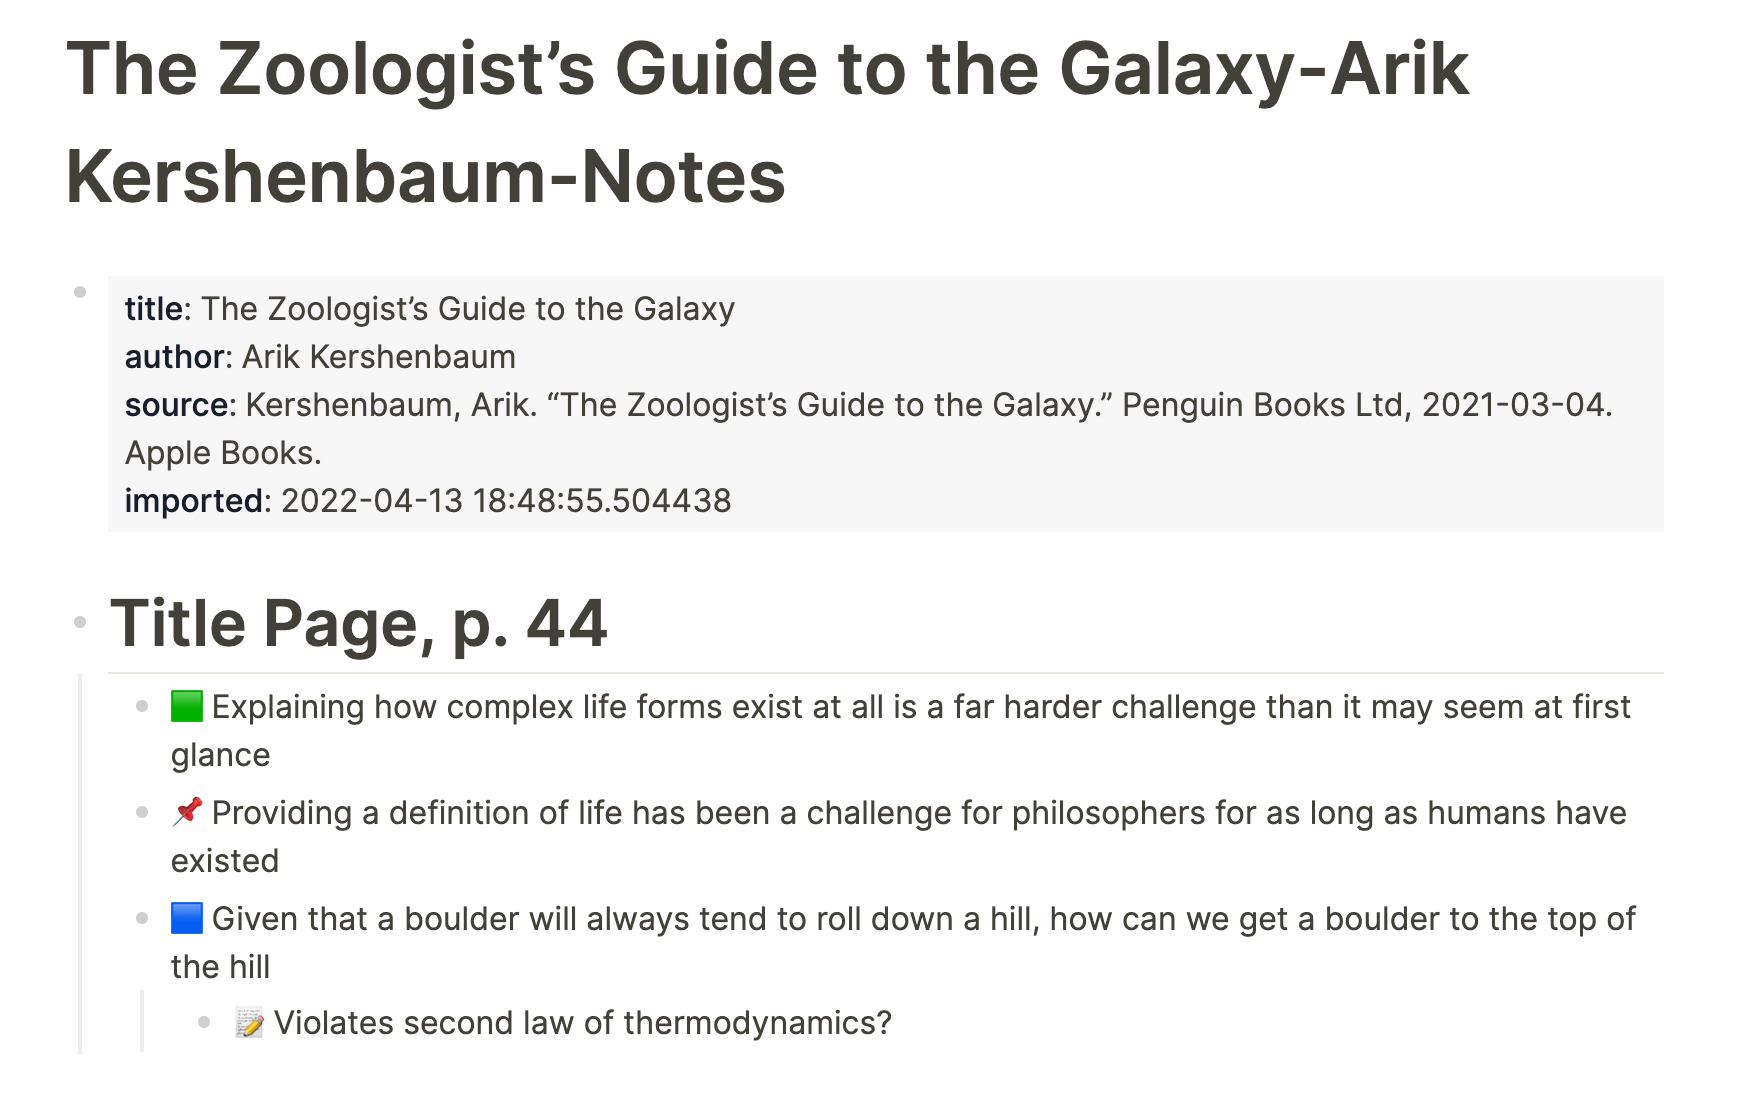 The Zoologist’s Guide to the Galaxy-Arik
Kershenbaum-Notes
title: The Zoologist’s Guide to the Galaxy
author: Arik Kershenbaum
source: Kershenbaum, Arik. “The Zoologist’s Guide to the Galaxy.” Penguin Books Ltd, 2021-03-04.
Apple Books.
imported: 2022-04-13 18:48:55.504438
Title Page, p. 44
Explaining how complex life forms exist at all is a far harder challenge than it may seem at first
glance
Providing a definition of life has been a challenge for philosophers for as long as humans have
existed
Given that a boulder will always tend to roll down a hill, how can we get a boulder to the top of
the hill
Violates second law of thermodynamics?